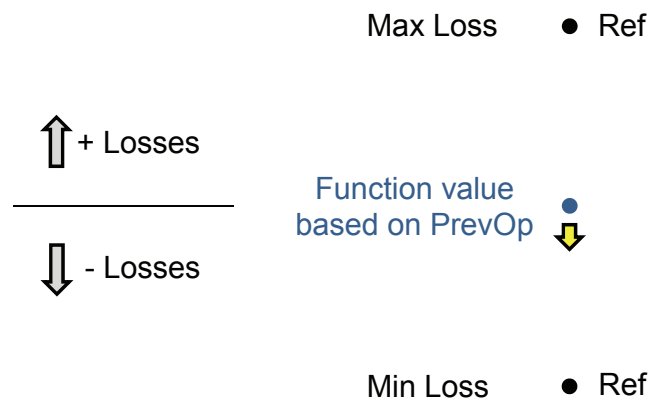 Max Loss ● Ref
+ Losses
Function value
based on PrevOp
- Losses
Min Loss ● Ref